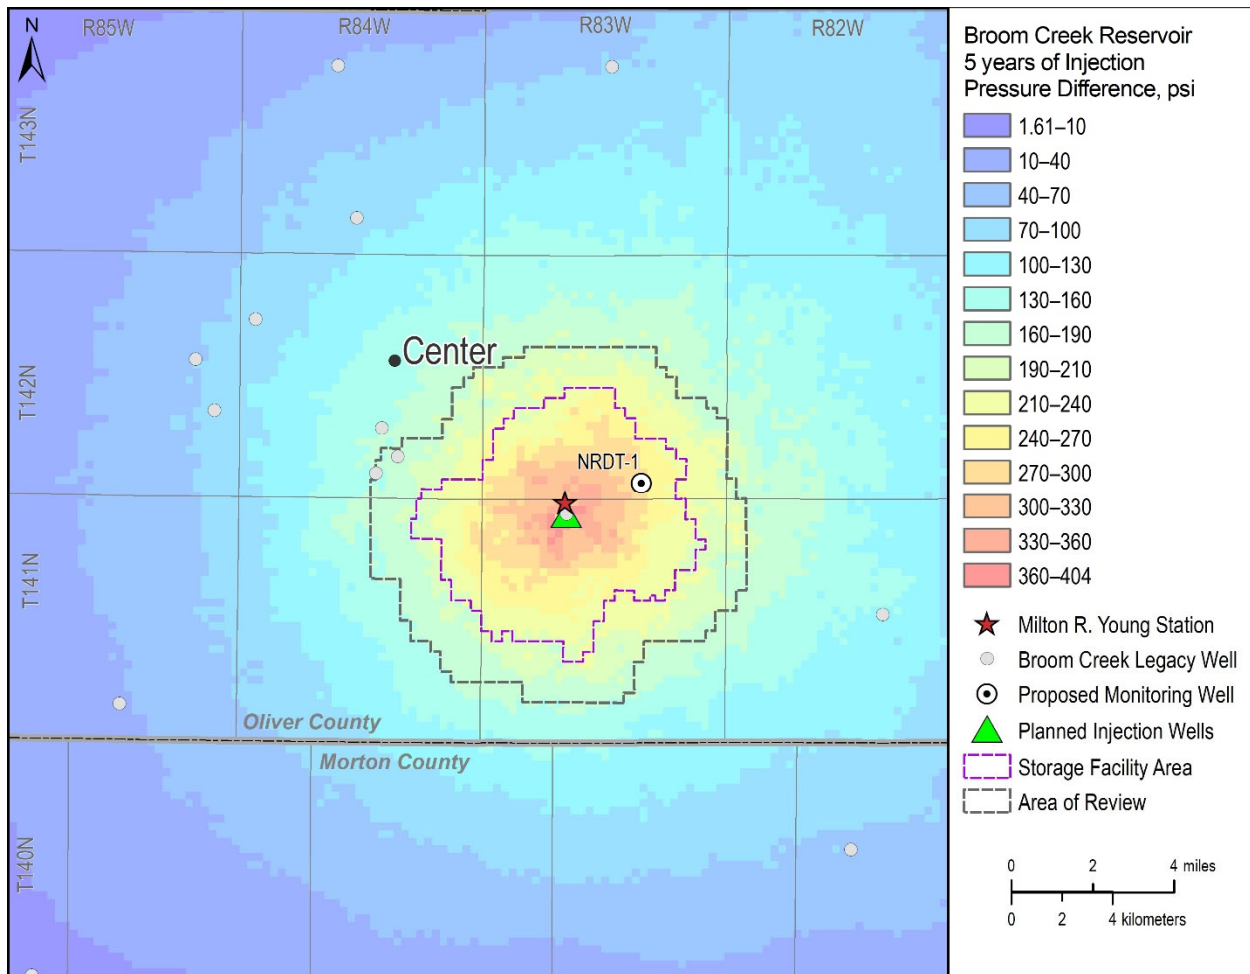 R85W
R84W
R83W
R82W
N
T143N
T142N
Center
NRDT-1
T141N
Oliver County
Morton County
T140N
Broom Creek Reservoir
5 years of Injection
Pressure Difference, psi
1.61–10
10–40
40–70
70–100
100–130
130–160
160–190
190–210
210–240
240–270
270–300
300–330
330–360
360–404
Milton R. Young Station
Broom Creek Legacy Well
Proposed Monitoring Well
Planned Injection Wells
Storage Facility Area
Area of Review
0 2 4 miles
0 2 4 kilometers